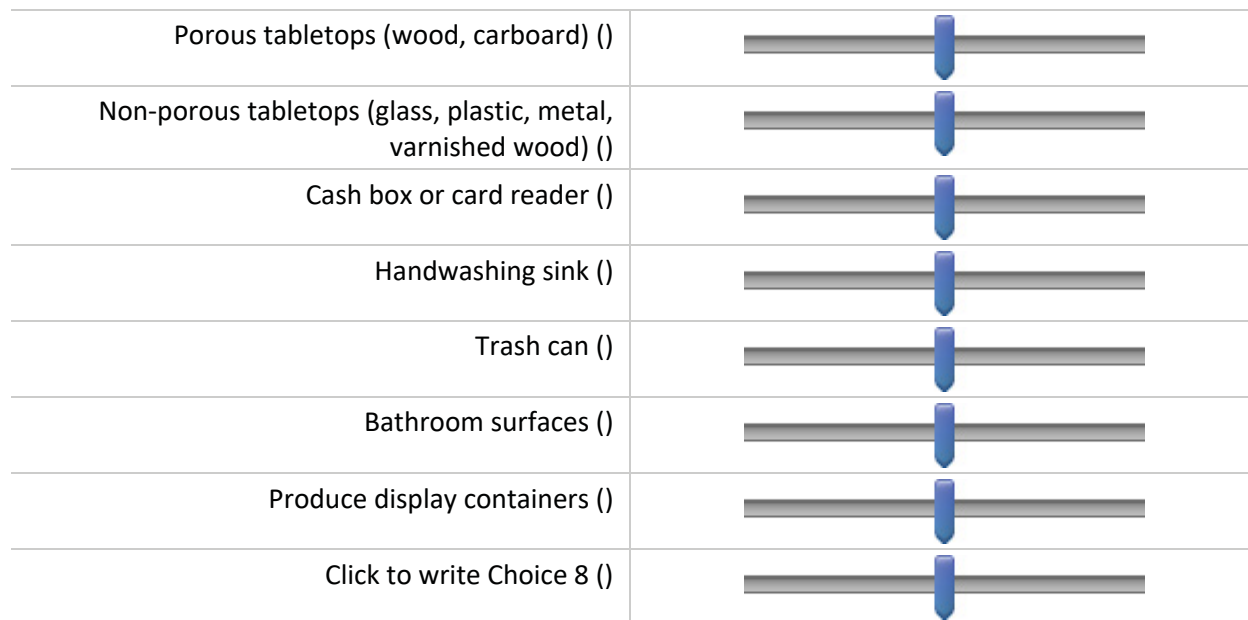 Porous tabletops (wood, carboard) ()
Non-porous tabletops (glass, plastic, metal,
varnished wood) ()
Cash box or card reader ()
Handwashing sink ()
Trash can ()
Bathroom surfaces ()
Produce display containers ()
Click to write Choice 8 ()